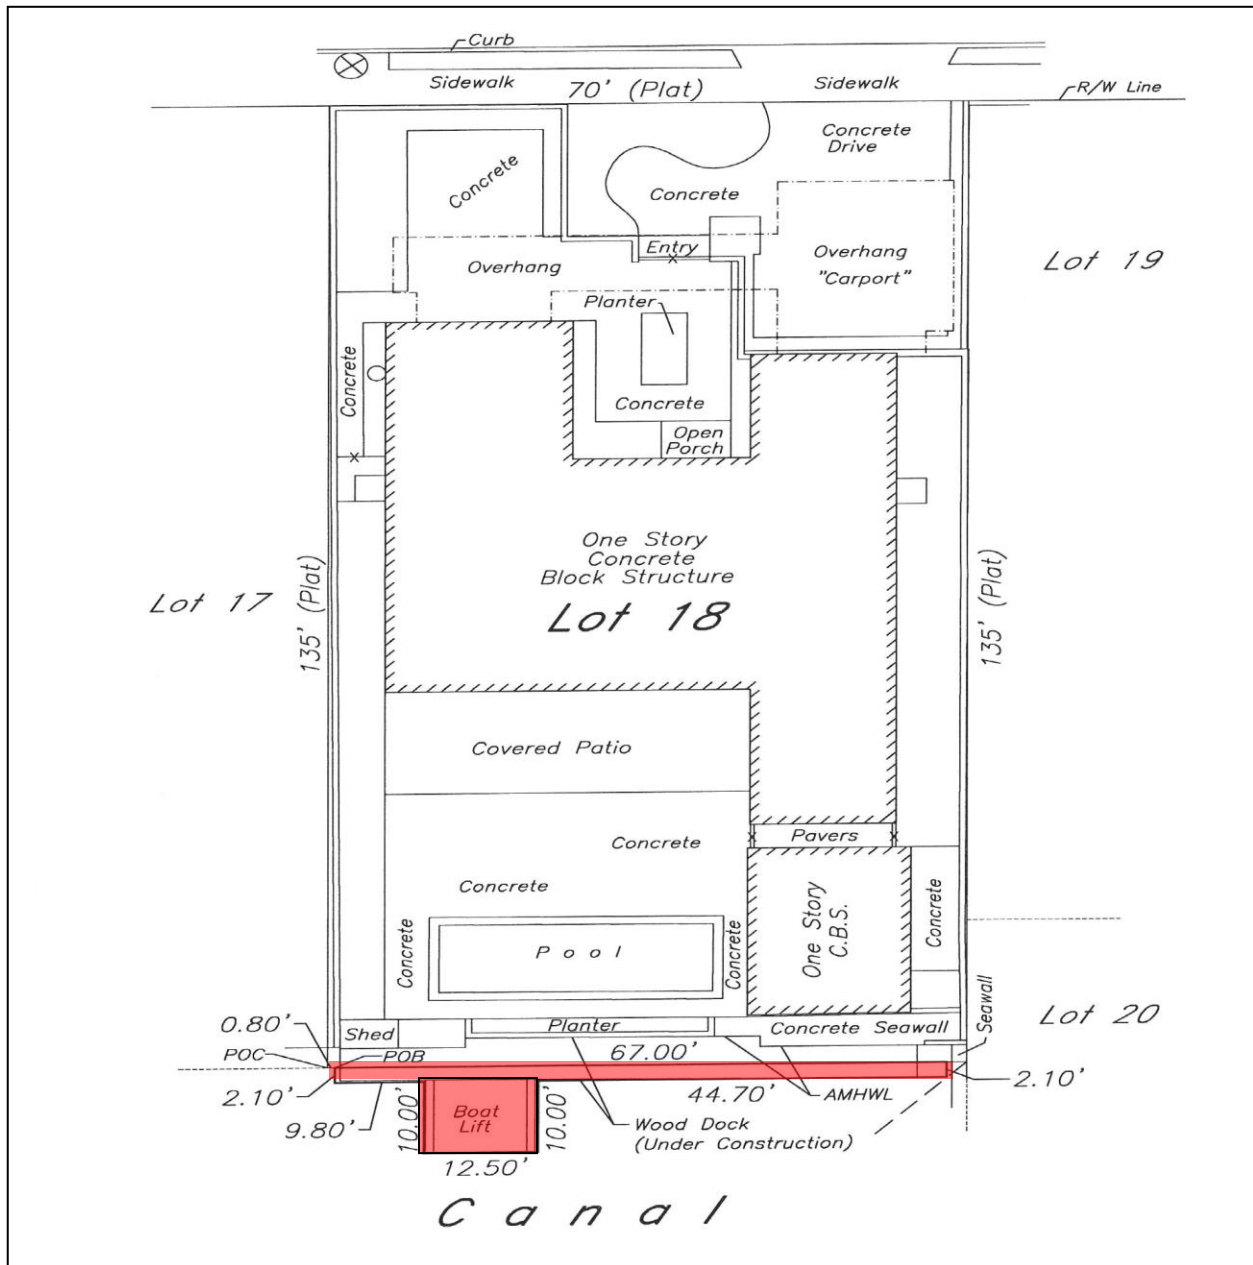 Curb
Sidewalk
70' (Plat)
Sidewalk
R/W Line
Concrete
Drive
Concrete
Concrete
Entry
Overhang
Overhang
"Carport"
Lot 19
Planter
Concrete
Concrete
Open
Porch
One Story
Concrete
Block Structure
Lot 17
135' (Plat)
Lot 18
135' (Plat)
Covered Patio
Concrete
Pavers
Concrete
Concrete
Pool
Concrete
One Story
C.B.S.
Concrete
Seawall
Lot 20
0.80'
Shed
Planter
Concrete Seawall
POC
POB
67.00'
2.10'
2.10'
44.70'
AMHWL
9.80'
10.00'
Boat
Lift
10.00'
Wood Dock
(Under Construction)
12.50'
Canal